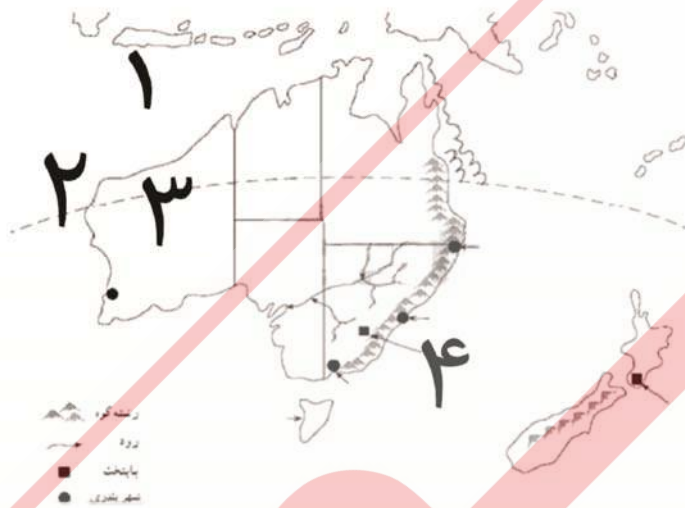 ۱
۲
۳
۴
رشته کوه
رود
پایتخت
شهر بندری